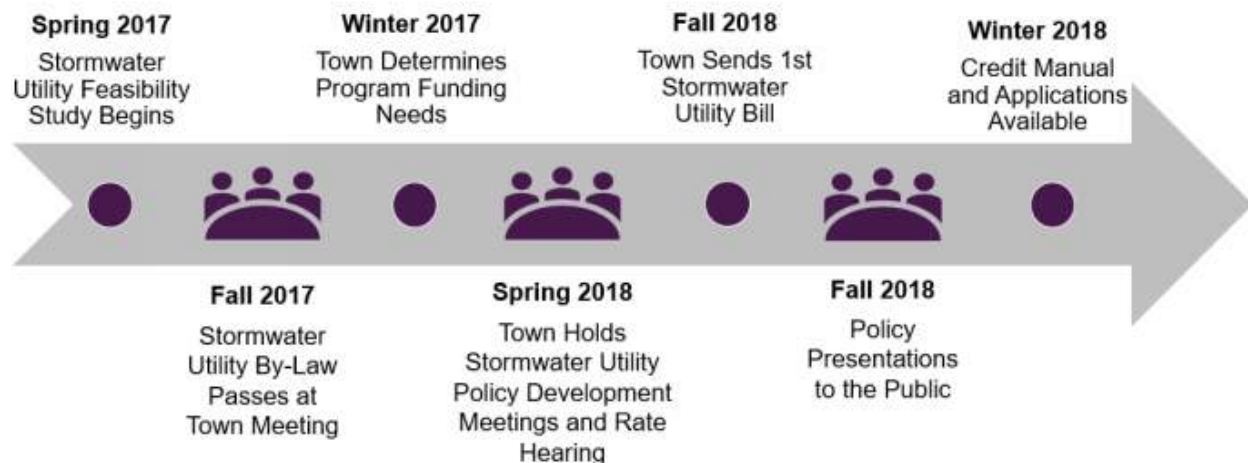 Spring 2017
Stormwater
Utility Feasibility
Study Begins
Fall 2017
Stormwater
Utility By-Law
Passes at
Town Meeting
Winter 2017
Town Determines
Program Funding
Needs
Spring 2018
Town Holds
Stormwater Utility
Policy Development
Meetings and Rate
Hearing
Fall 2018
Town Sends 1st
Stormwater
Utility Bill
Fall 2018
Policy
Presentations
to the Public
Winter 2018
Credit Manual
and Applications
Available